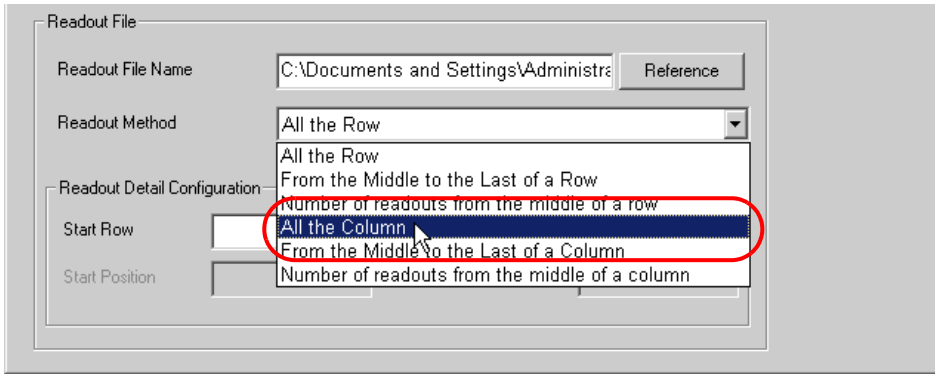 Readout File
Readout File Name C:\Documents and Settings\Administra Reference
Readout Method All the Row
All the Row
Readout Detail Configuration From the Middle to the Last of a Row
Number of readouts from the middle of a row
Start Row All the Column
From the Middle to the Last of a Column
Start Position Number of readouts from the middle of a column